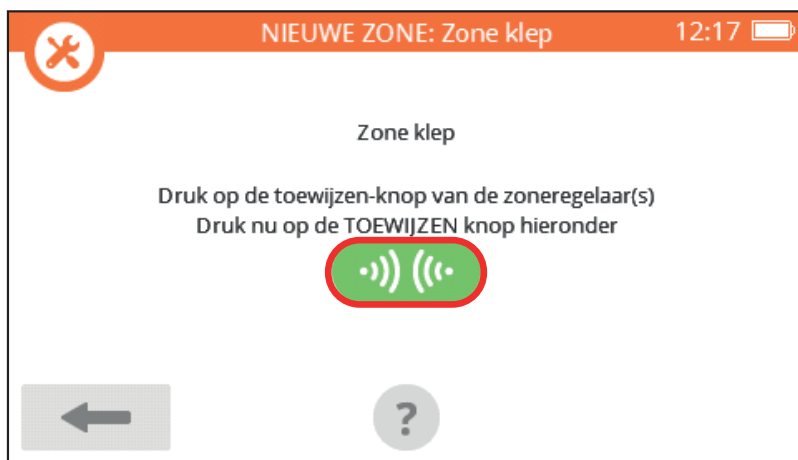 NIEUWE ZONE: Zone klep 12:17
Zone klep
Druk op de toewijzen-knop van de zoneregelaar(s)
Druk nu op de TOEWIJZEN knop hieronder
?